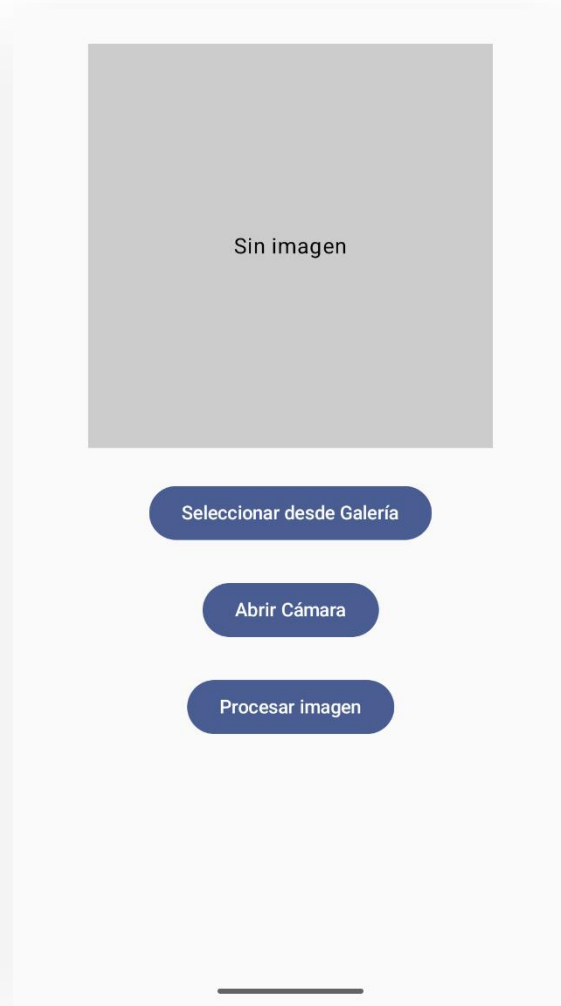 Sin imagen
Seleccionar desde Galería
Abrir Cámara
Procesar imagen